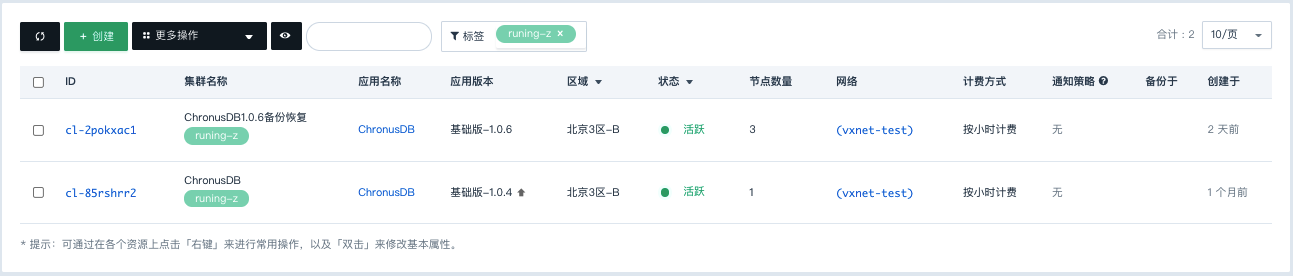 + 创建 更多操作 标签 runing-z × 合计：2 10/页
ID 集群名称 应用名称 应用版本 区域 状态 节点数量 网络 计费方式 通知策略 ? 备份于 创建于
ChronusDB1.0.6备份恢复
cl-2pokxac1 runing-z ChronusDB 基础版-1.0.6 北京3区-B 活跃 3 (vxnet-test) 按小时计费 无 2 天前
ChronusDB
cl-85rshrr2 runing-z ChronusDB 基础版-1.0.4 北京3区-B 活跃 1 (vxnet-test) 按小时计费 无 1 个月前
* 提示：可通过在各个资源上点击「右键」来进行常用操作，以及「双击」来修改基本属性。